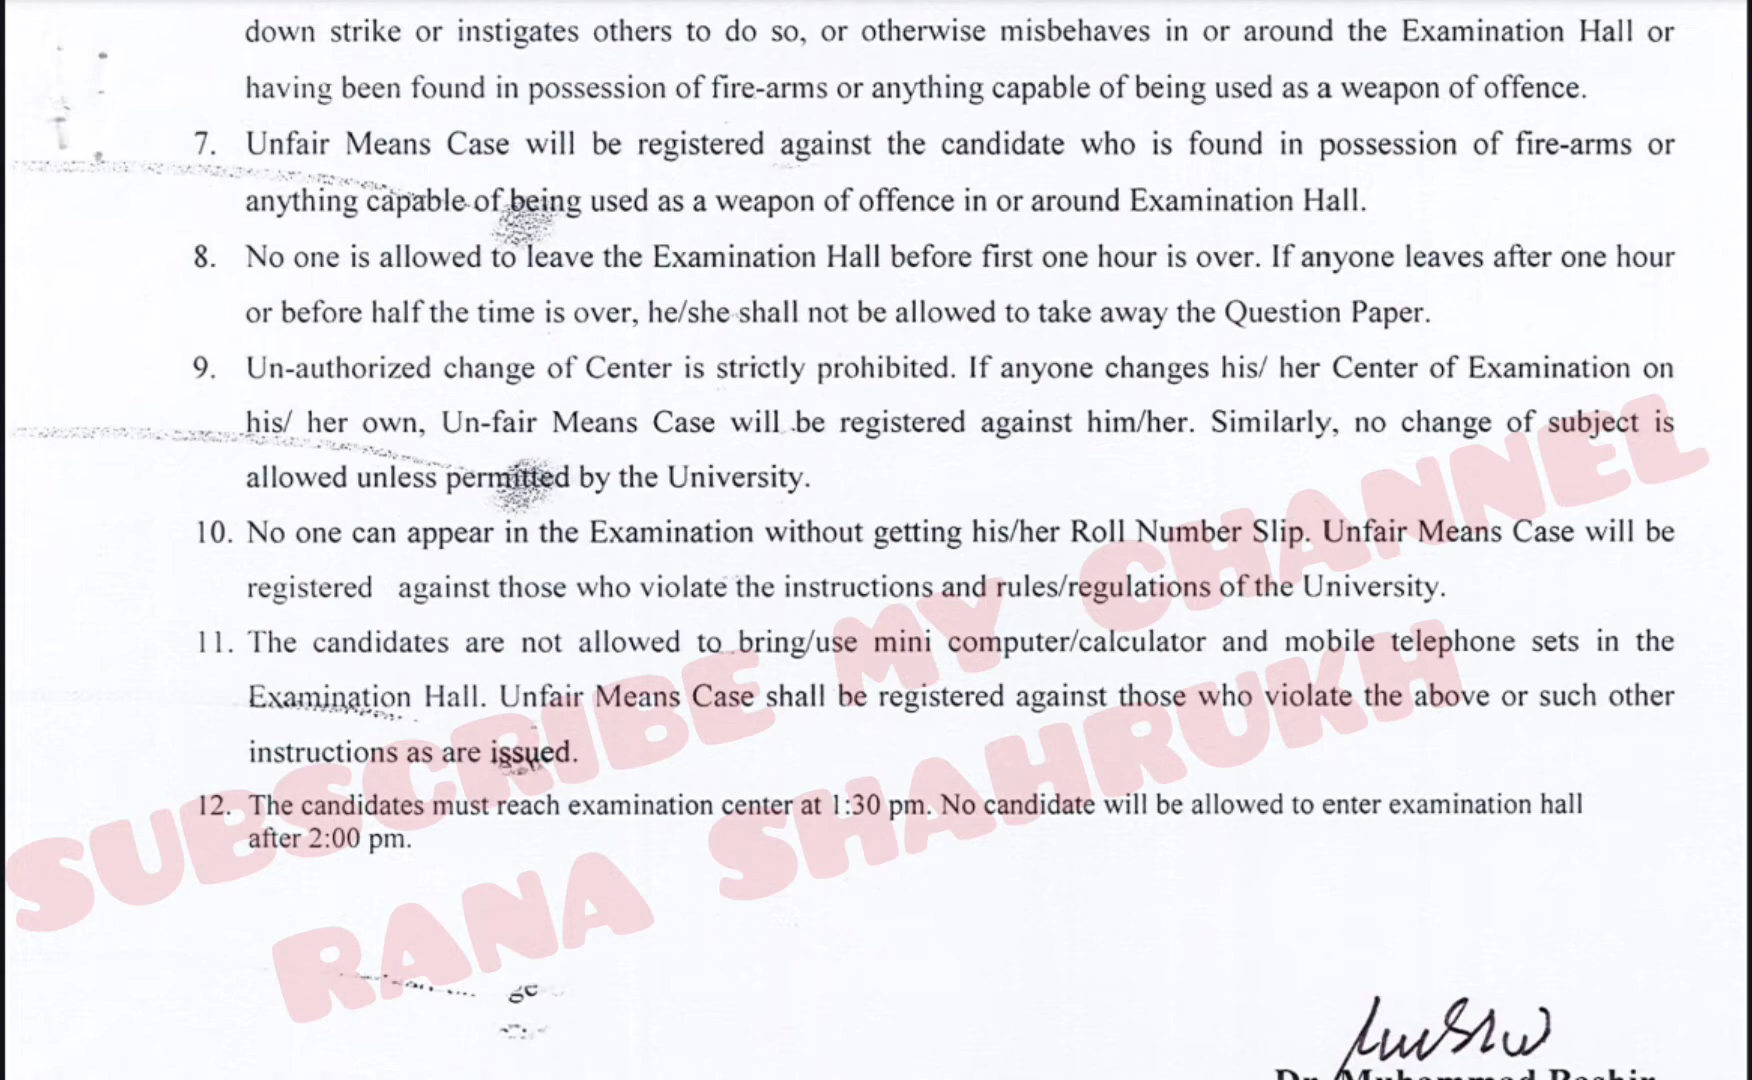 down strike or instigates others to do so, or otherwise misbehaves in or around the Examination Hall or
having been found in possession of fire-arms or anything capable of being used as a weapon of offence.
7. Unfair Means Case will be registered against the candidate who is found in possession of fire-arms or
anything capable of being used as a weapon of offence in or around Examination Hall.
8. No one is allowed to leave the Examination Hall before first one hour is over. If anyone leaves after one hour
or before half the time is over, he/she shall not be allowed to take away the Question Paper.
9. Un-authorized change of Center is strictly prohibited. If anyone changes his/ her Center of Examination on
his/ her own, Un-fair Means Case will be registered against him/her. Similarly, no change of subject is
allowed unless permitted by the University.
10. No one can appear in the Examination without getting his/her Roll Number Slip. Unfair Means Case will be
registered against those who violate the instructions and rules/regulations of the University.
11. The candidates are not allowed to bring/use mini computer/calculator and mobile telephone sets in the
Examination Hall. Unfair Means Case shall be registered against those who violate the above or such other
instructions as are issued.
12. The candidates must reach examination center at 1:30 pm. No candidate will be allowed to enter examination hall
after 2:00 pm.
SUBSCRIBE MY CHANNEL
RANA SHAHRUKH
Dr. Muhammad Bashir